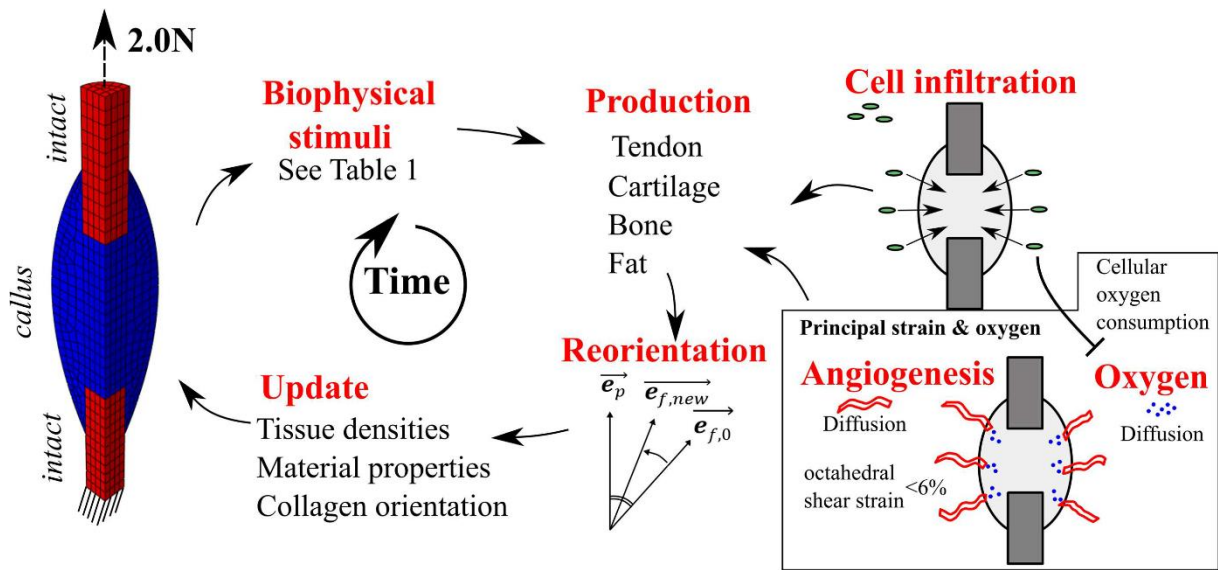 2.0N
intact
callus
intact
Biophysical
stimuli
See Table 1
Time
Update
Tissue densities
Material properties
Collagen orientation
Production
Tendon
Cartilage
Bone
Fat
Reorientation
e_p e_{f,new} e_{f,0}
Cell infiltration
Cellular
oxygen
consumption
Principal strain & oxygen
Angiogenesis
Diffusion
octahedral
shear strain <6%
Oxygen
Diffusion